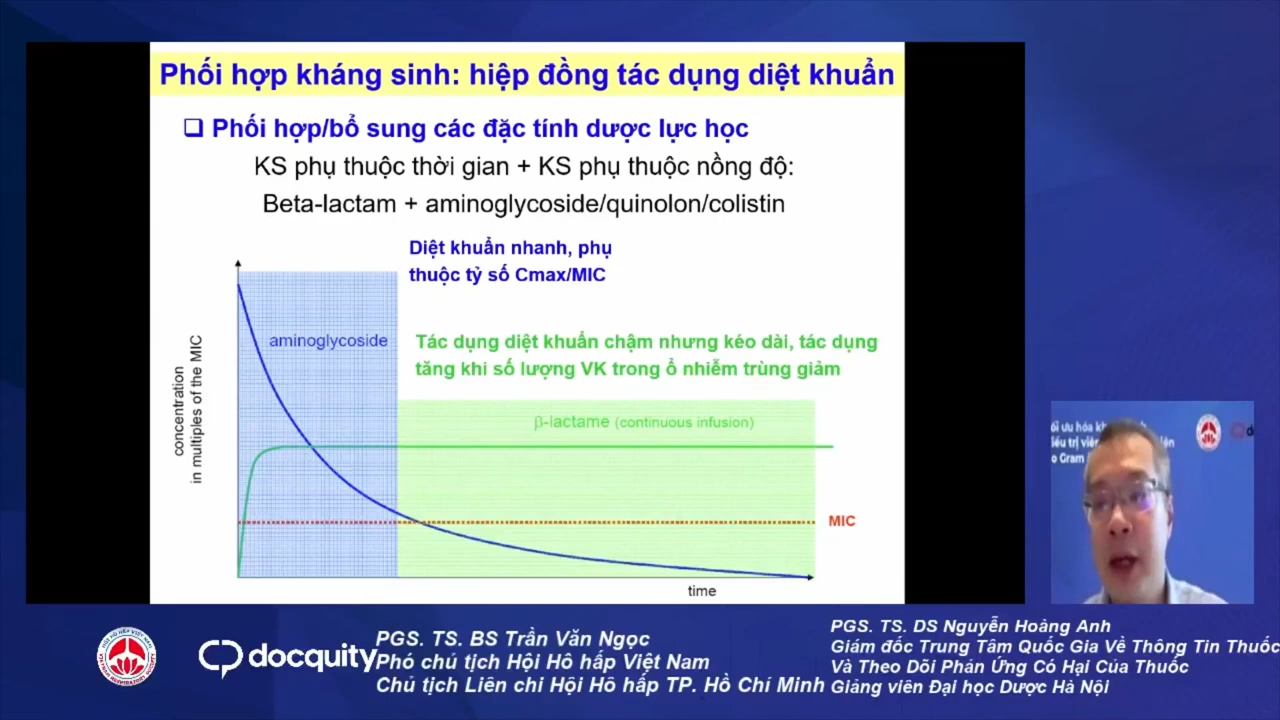 Phối hợp kháng sinh: hiệp đồng tác dụng diệt khuẩn
❑ Phối hợp/bổ sung các đặc tính dược lực học
KS phụ thuộc thời gian + KS phụ thuộc nồng độ:
Beta-lactam + aminoglycoside/quinolon/colistin
Diệt khuẩn nhanh, phụ
thuộc tỷ số Cmax/MIC
aminoglycoside
Tác dụng diệt khuẩn chậm nhưng kéo dài, tác dụng
tăng khi số lượng VK trong ổ nhiễm trùng giảm
β-lactame (continuous infusion)
concentration
in multiples of the MIC
MIC
time
docquity
PGS. TS. BS Trần Văn Ngọc
Phó chủ tịch Hội Hô hấp Việt Nam
Chủ tịch Liên chi Hội Hô hấp TP. Hồ Chí Minh
PGS. TS. DS Nguyễn Hoàng Anh
Giám đốc Trung Tâm Quốc Gia Về Thông Tin Thuốc
Và Theo Dõi Phản Ứng Có Hại Của Thuốc
Giảng viên Đại học Dược Hà Nội